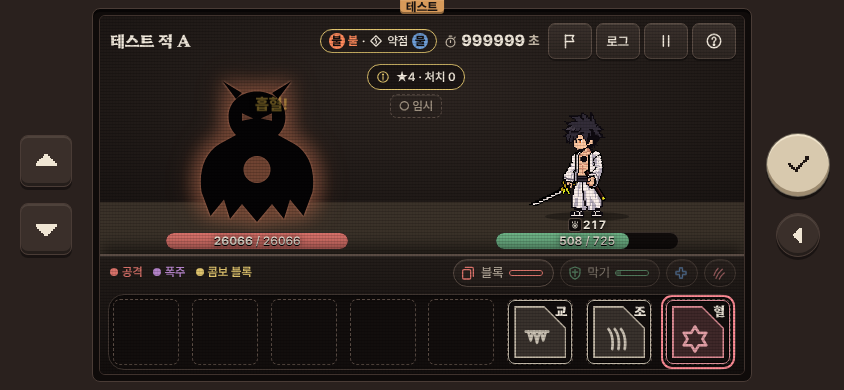 테스트
테스트 적 A
불 불 · 약점 물
999999 초
로그
★4 · 처치 0
임시
흡혈!
217
26066 / 26066
508 / 725
공격 폭주 콤보 블록
블록
막기
교
조
혈